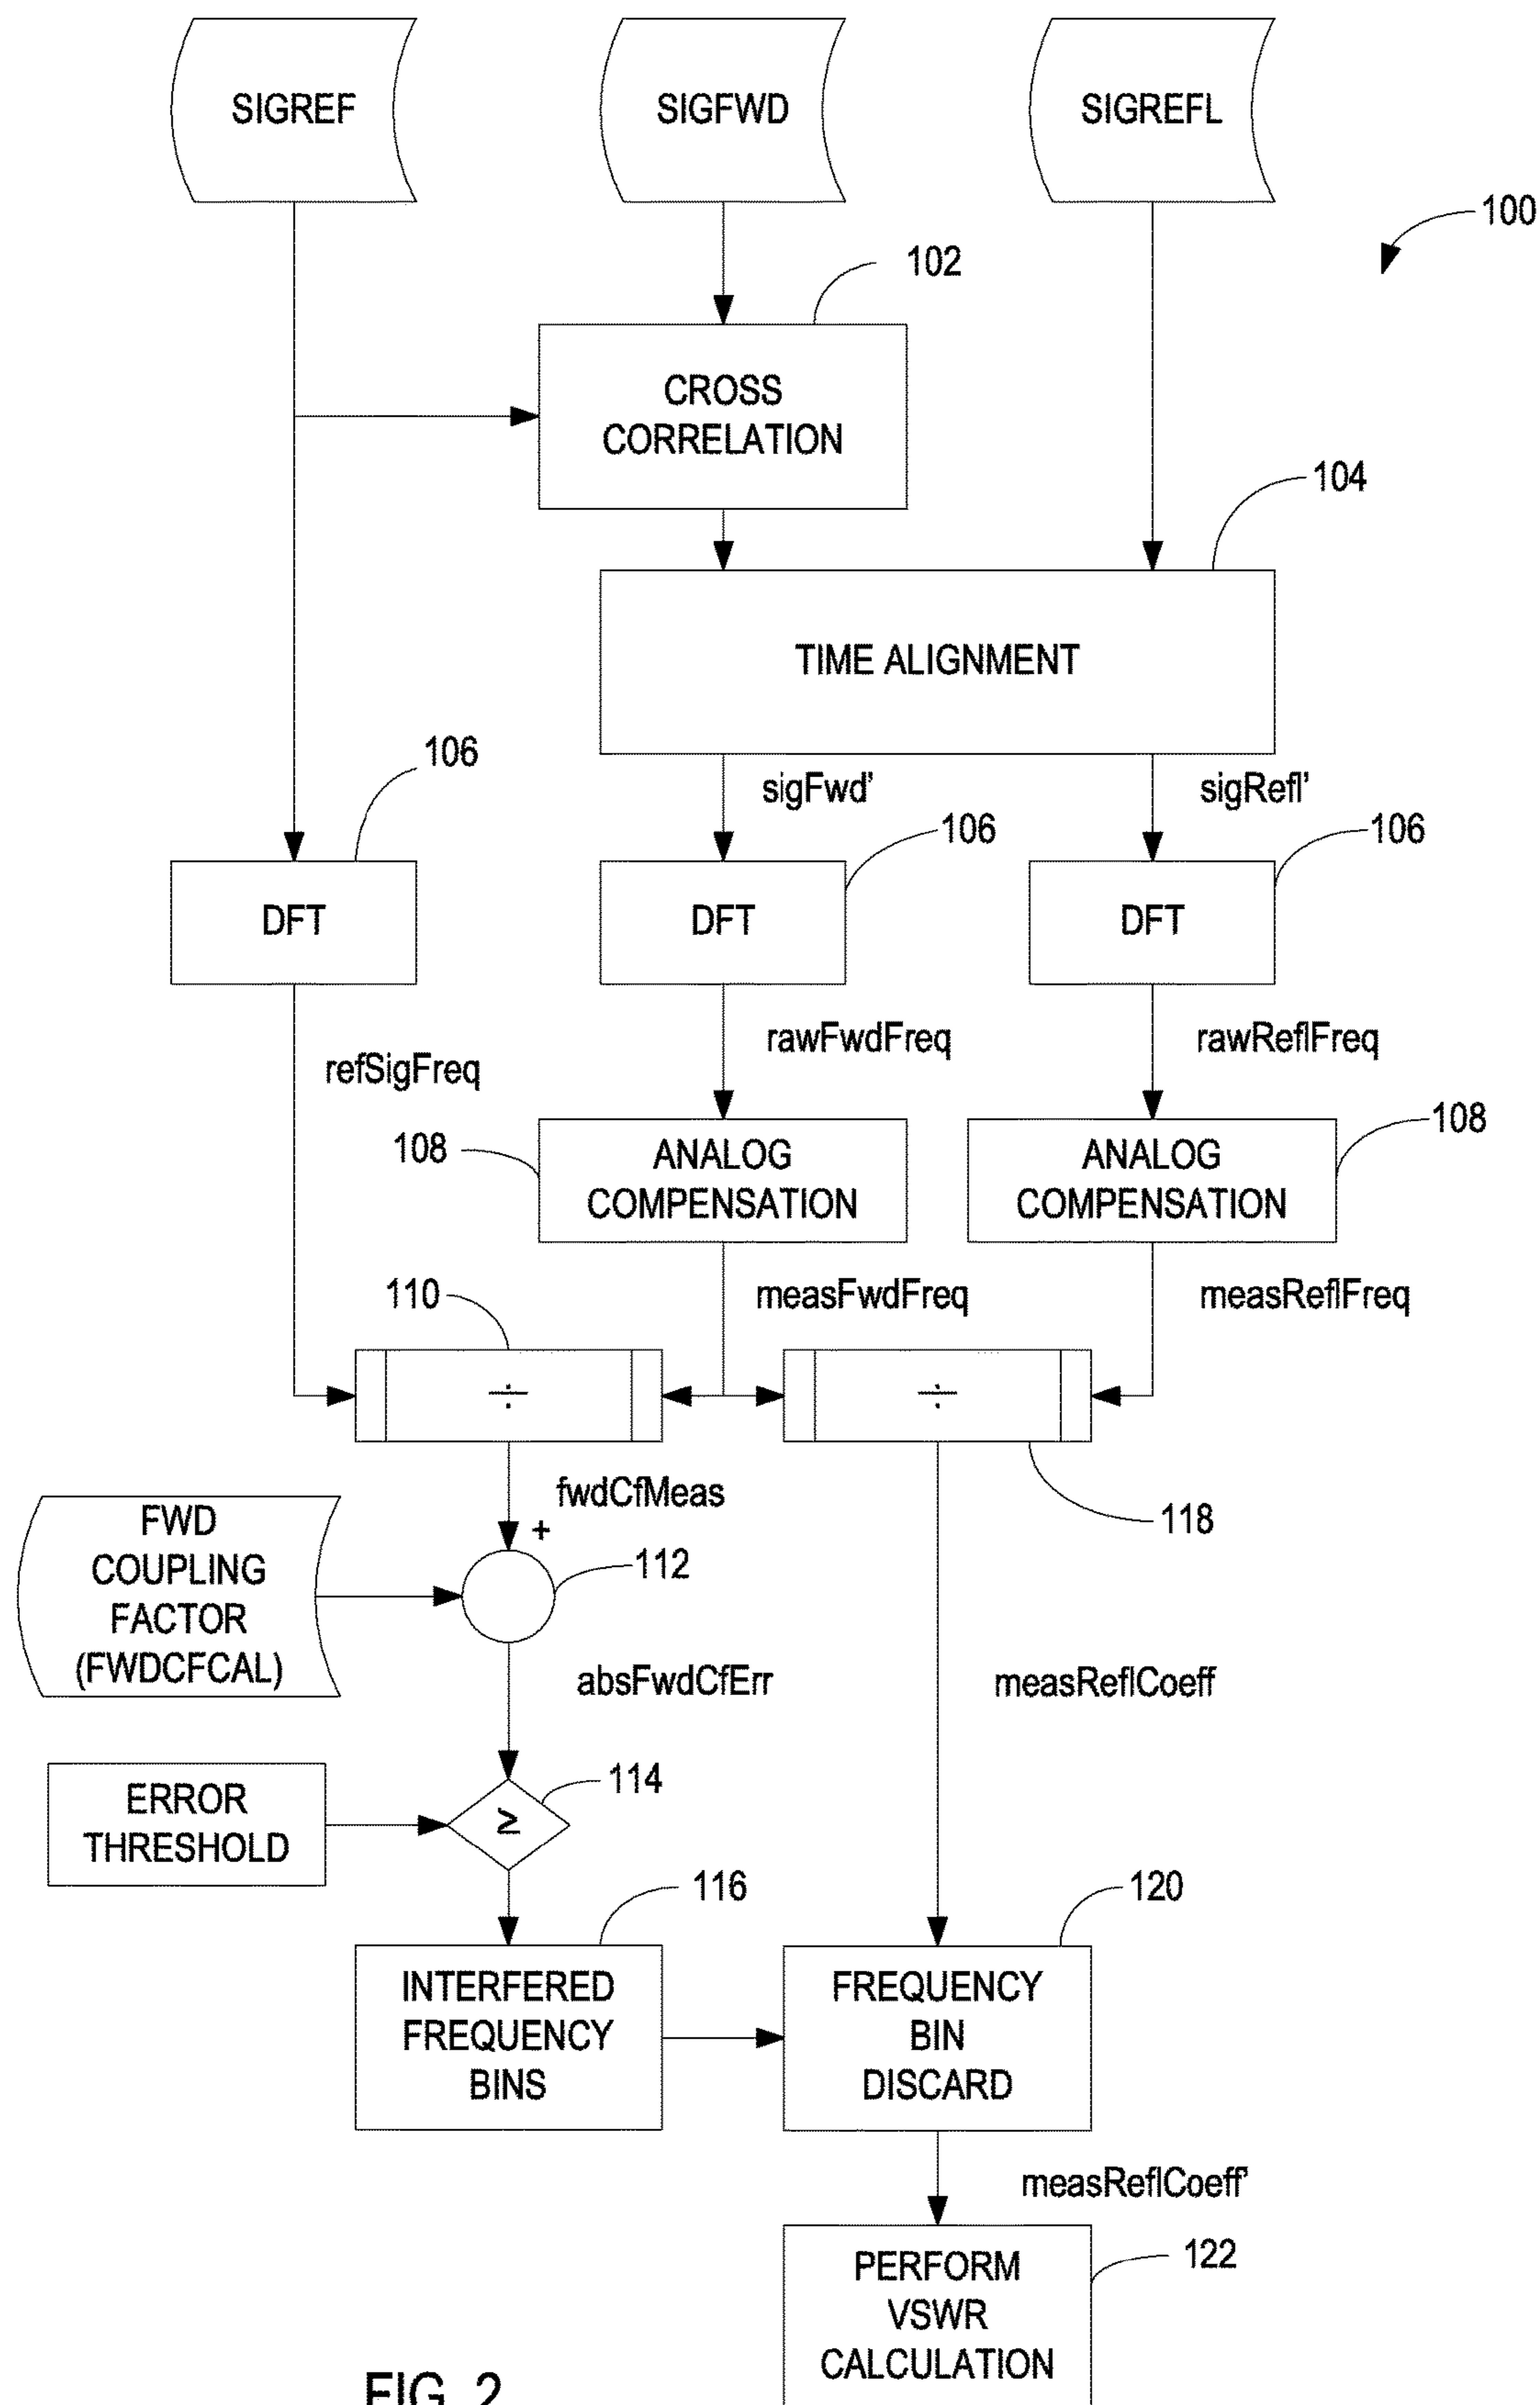 SIGREF
SIGFWD
SIGREFL
100
102
CROSS
CORRELATION
104
TIME ALIGNMENT
106
sigFwd'
sigRefl'
106
106
DFT
DFT
DFT
refSigFreq
rawFwdFreq
rawReflFreq
108
ANALOG
COMPENSATION
ANALOG
COMPENSATION
108
110
measFwdFreq
measReflFreq
÷
÷
fwdCfMeas
118
+
FWD
COUPLING
FACTOR
(FWDCFCAL)
112
absFwdCfErr
measReflCoeff
ERROR
THRESHOLD
≥
114
116
120
INTERFERED
FREQUENCY
BINS
FREQUENCY
BIN
DISCARD
measReflCoeff'
PERFORM
VSWR
CALCULATION
122
FIG. 2